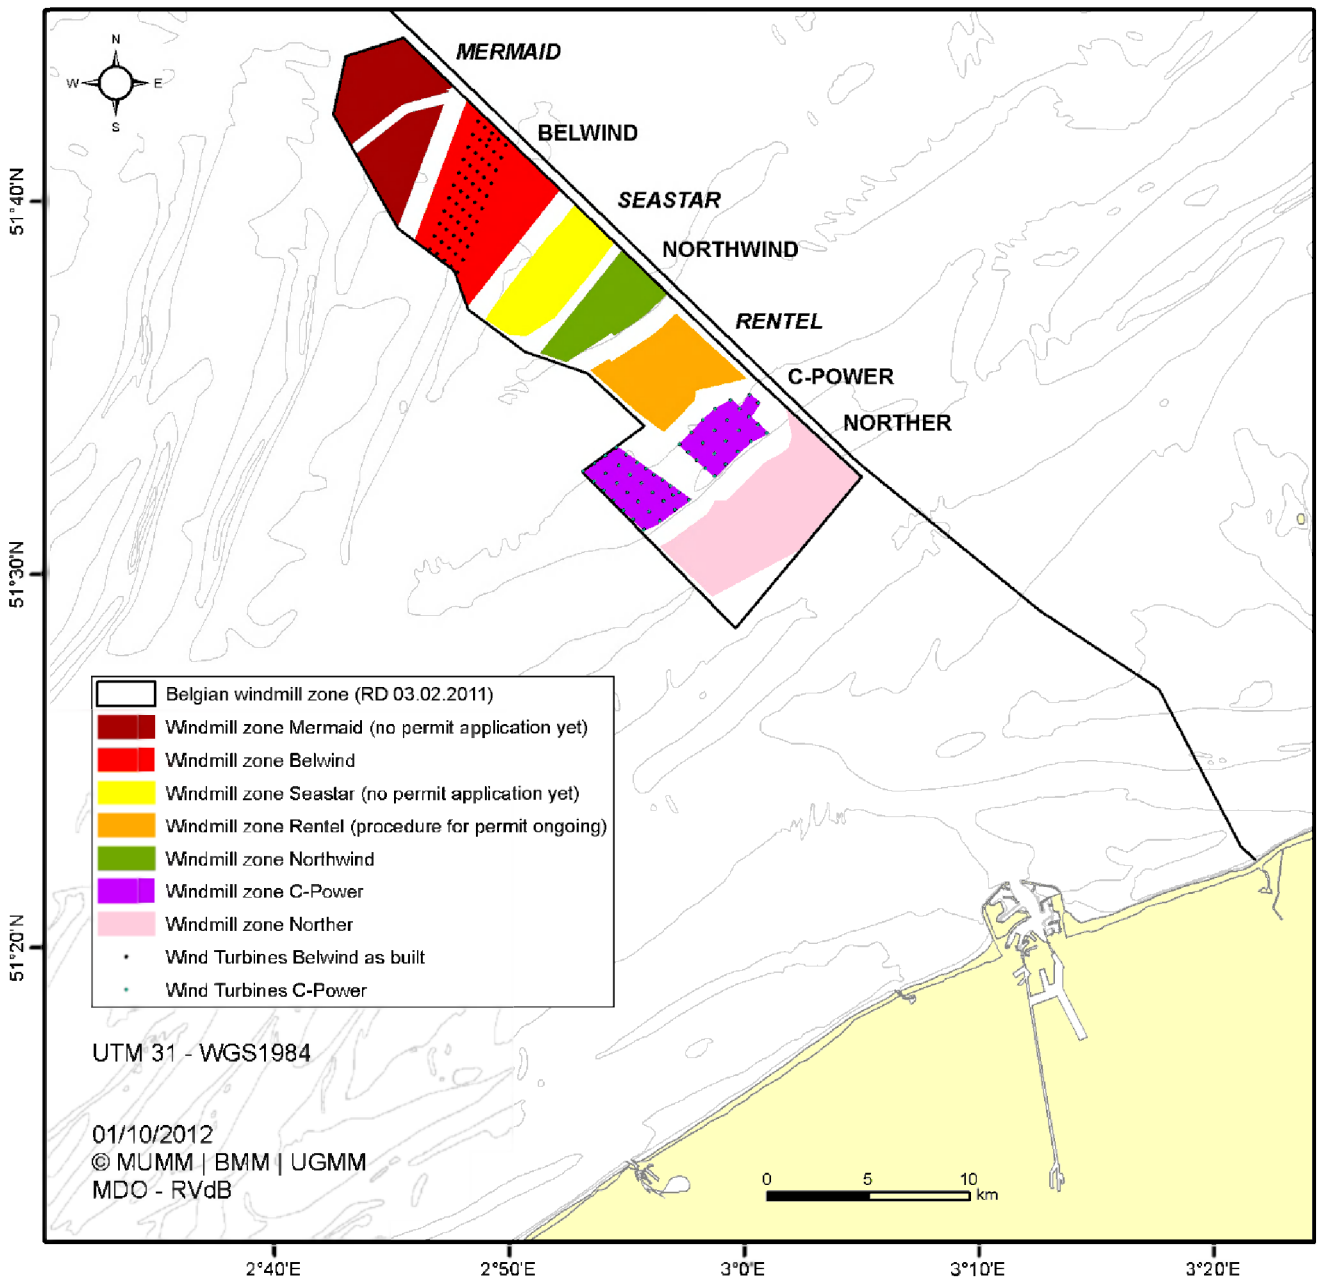 N
W E
S
MERMAID
BELWIND
SEASTAR
NORTHWIND
RENTEL
C-POWER
NORTHER
51°40'N
51°30'N
51°20'N
Belgian windmill zone (RD 03.02.2011)
Windmill zone Mermaid (no permit application yet)
Windmill zone Belwind
Windmill zone Seastar (no permit application yet)
Windmill zone Rentel (procedure for permit ongoing)
Windmill zone Northwind
Windmill zone C-Power
Windmill zone Norther
Wind Turbines Belwind as built
Wind Turbines C-Power
UTM 31 - WGS1984
01/10/2012
© MUMM | BMM | UGMM
MDO - RVdB
0 5 10
km
2°40'E 2°50'E 3°0'E 3°10'E 3°20'E